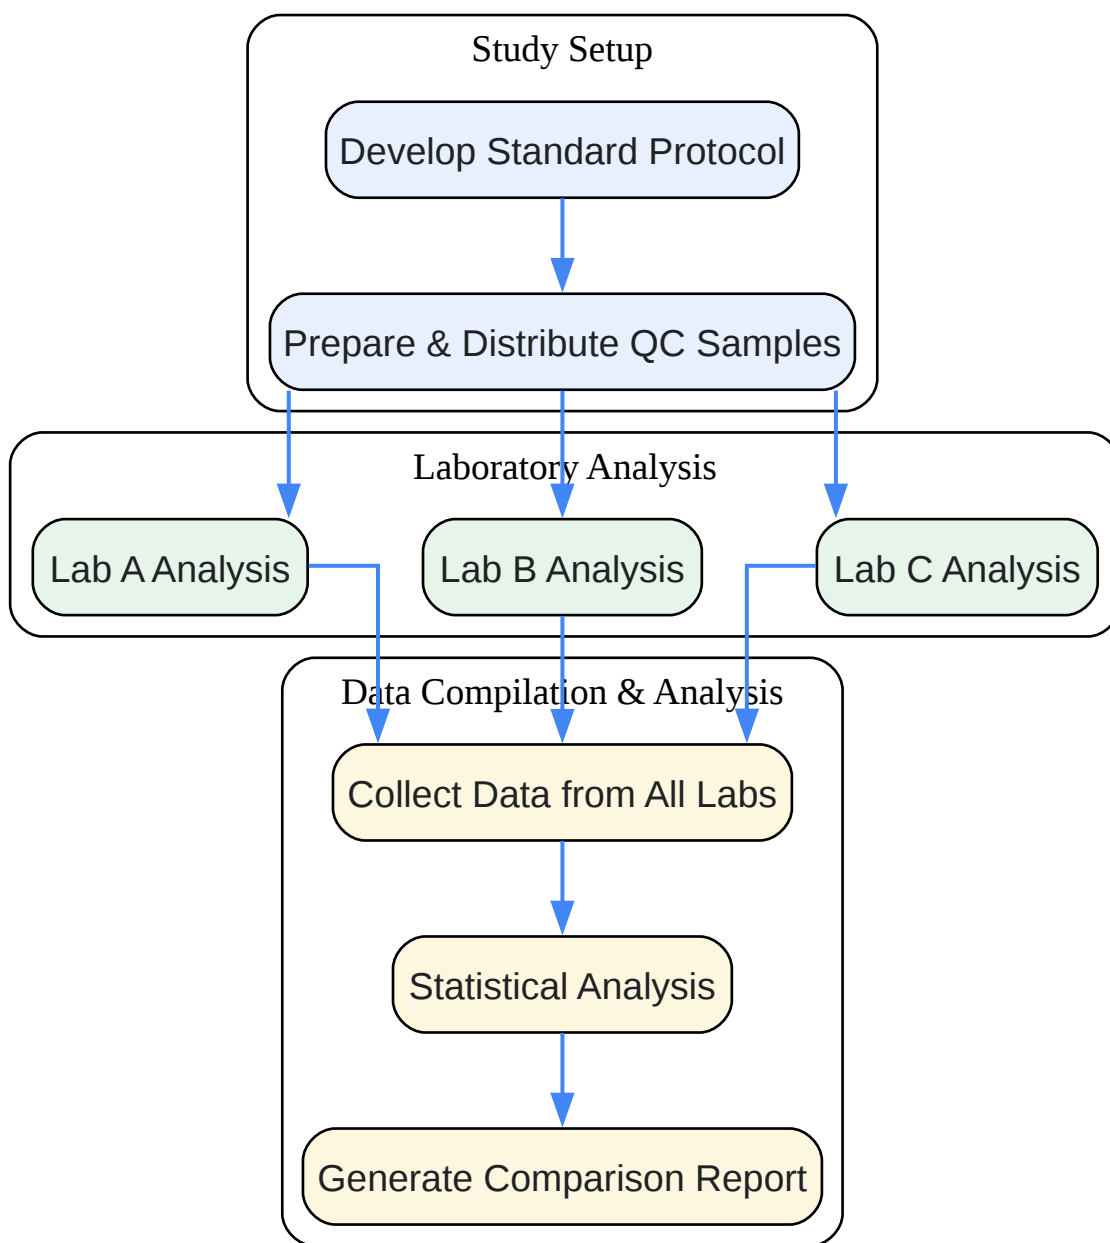 Study Setup
Develop Standard Protocol
Prepare & Distribute QC Samples
Laboratory Analysis
Lab A Analysis
Lab B Analysis
Lab C Analysis
Data Compilation & Analysis
Collect Data from All Labs
Statistical Analysis
Generate Comparison Report